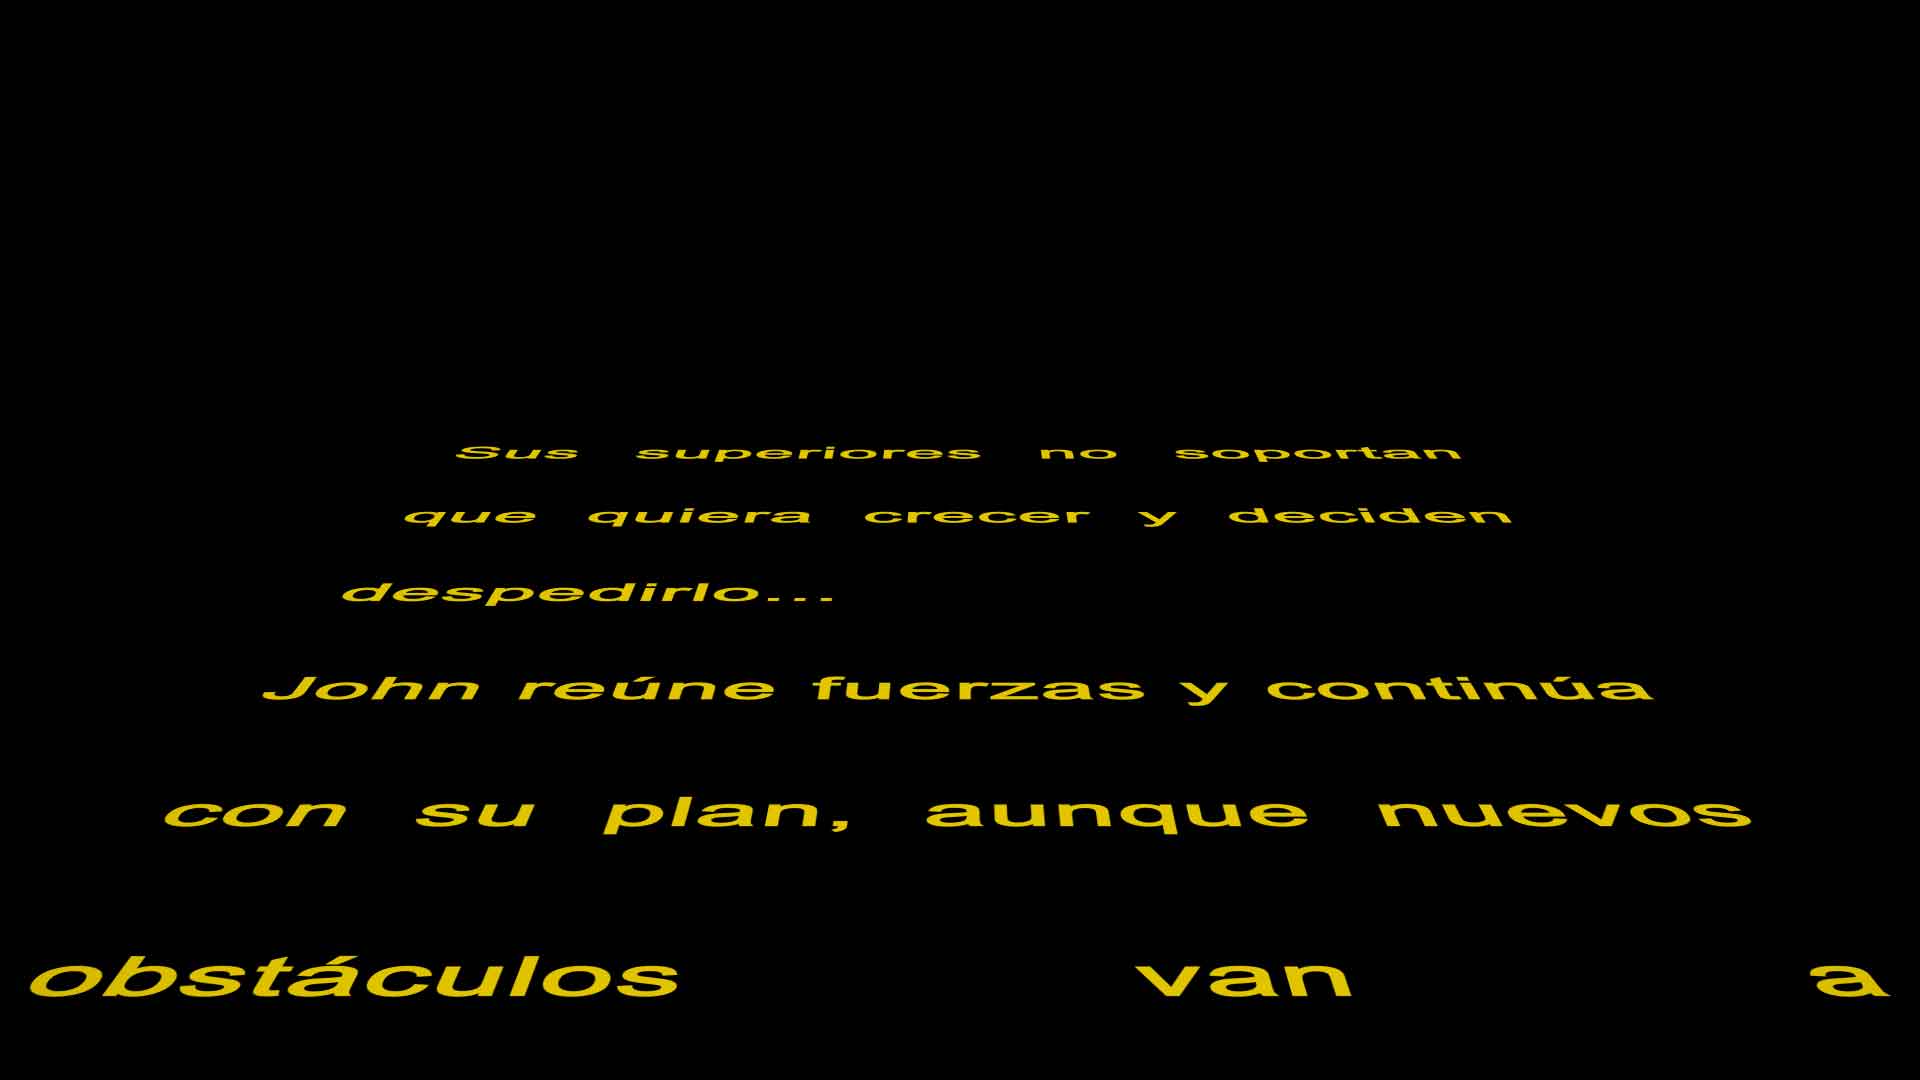 Sus superiores no soportan
que quiera crecer y deciden
despedirlo...
John reúne fuerzas y continúa
con su plan, aunque nuevos
obstáculos van a